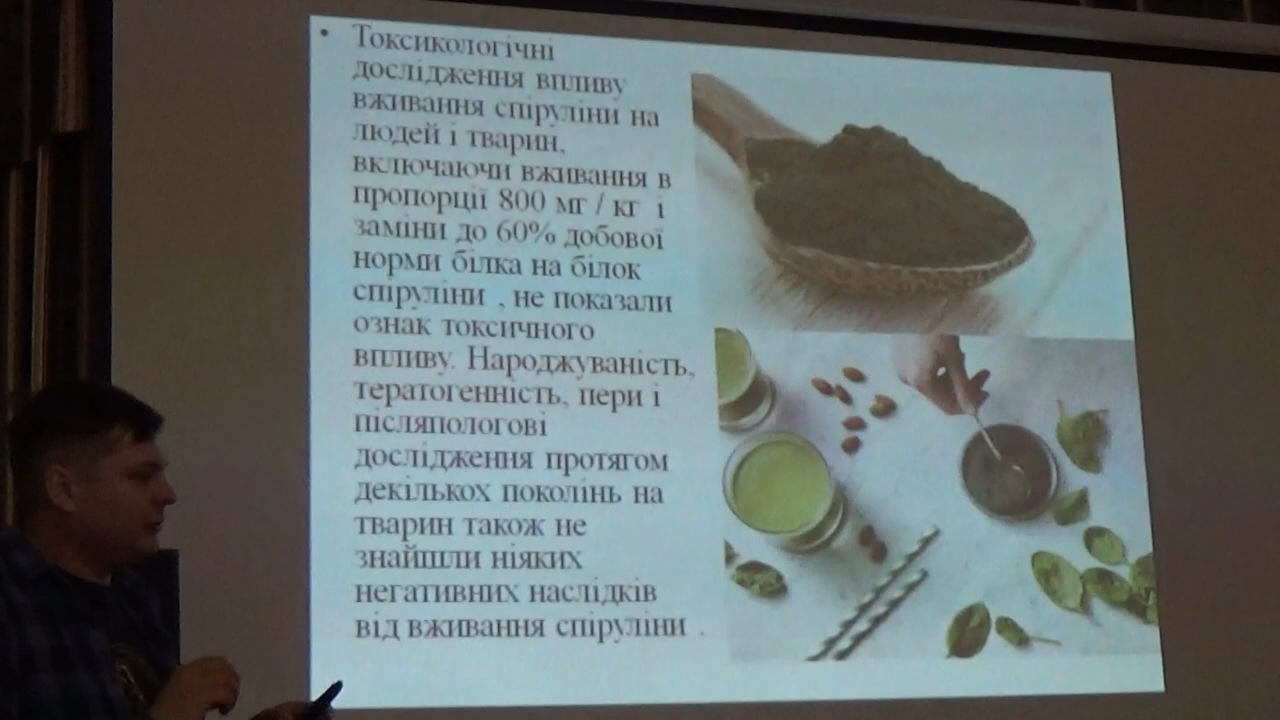 • Токсикологічні
дослідження впливу
вживання спіруліни на
людей і тварин,
включаючи вживання в
пропорції 800 мг / кг і
заміни до 60% добової
норми білка на білок
спіруліни , не показали
ознак токсичного
впливу. Народжуваність,
тератогенність, пери і
післяпологові
дослідження протягом
декількох поколінь на
тварин також не
знайшли ніяких
негативних наслідків
від вживання спіруліни .